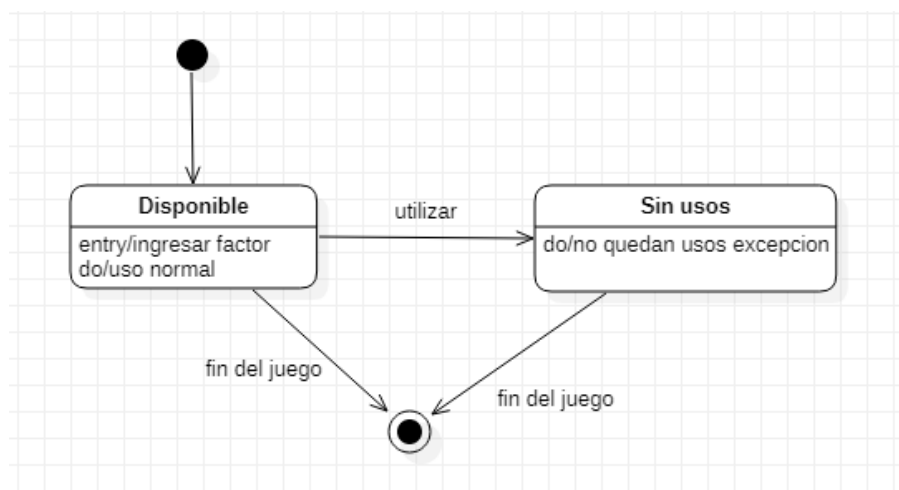 Disponible
entry/ingresar factor
do/uso normal
utilizar
Sin usos
do/no quedan usos excepcion
fin del juego
fin del juego